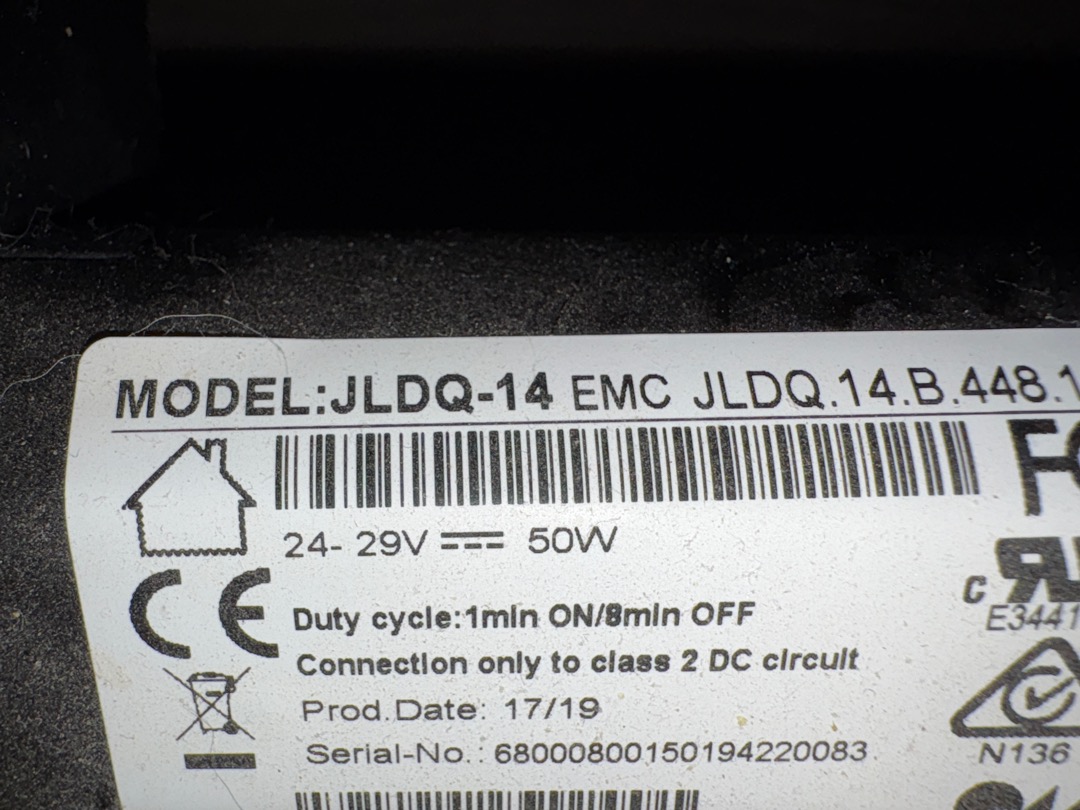 MODEL:JLDQ-14 EMC JLDQ.14.B.448.1
24- 29V 50W
CE
Duty cycle:1min ON/8min OFF
Connection only to class 2 DC circuit
E3441
Prod.Date: 17/19
N136
Serial-No.: 68000800150194220083